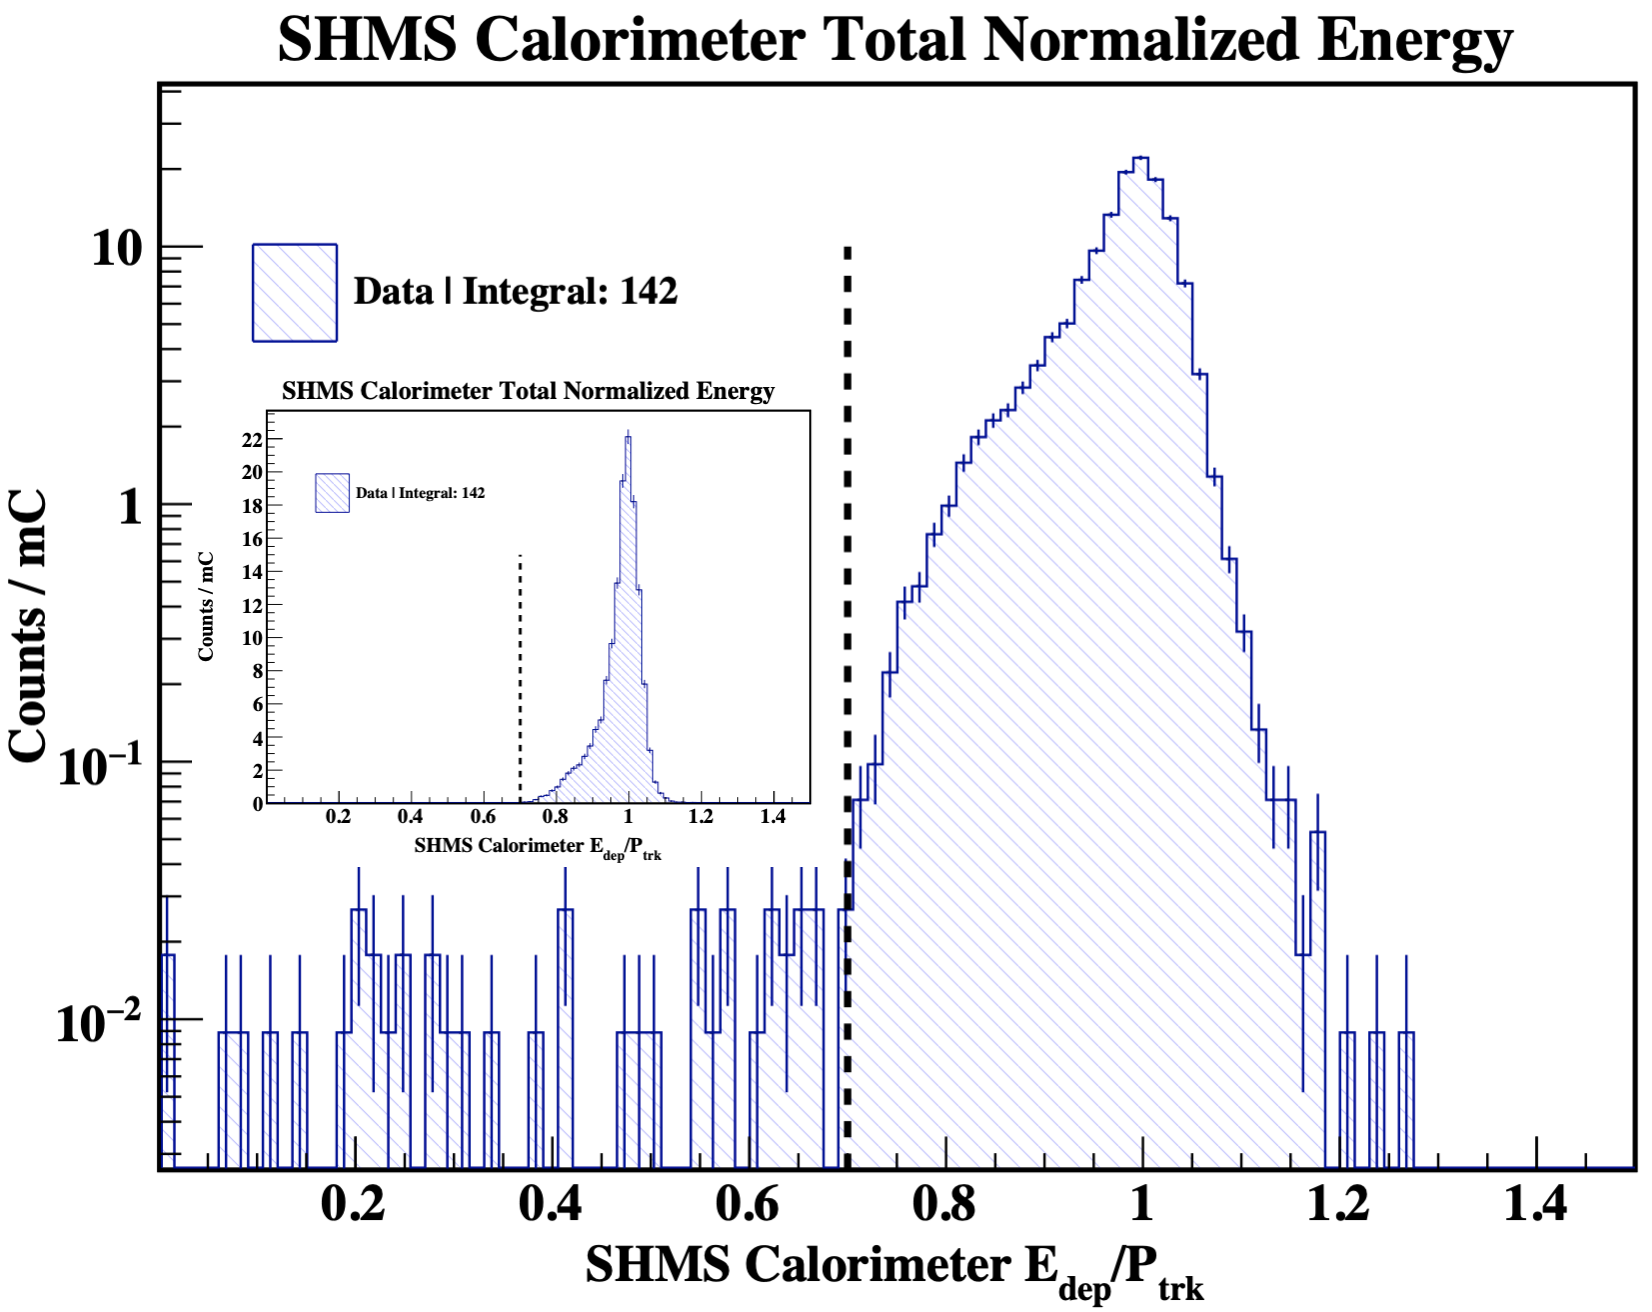 SHMS Calorimeter Total Normalized Energy
10
1
10⁻¹
10⁻²
Counts / mC
Data | Integral: 142
SHMS Calorimeter Total Normalized Energy
22
20
18
16
14
12
10
8
6
4
2
0
Counts / mC
Data | Integral: 142
0.2 0.4 0.6 0.8 1 1.2 1.4
SHMS Calorimeter E_dep/P_trk
0.2 0.4 0.6 0.8 1 1.2 1.4
SHMS Calorimeter E_dep/P_trk